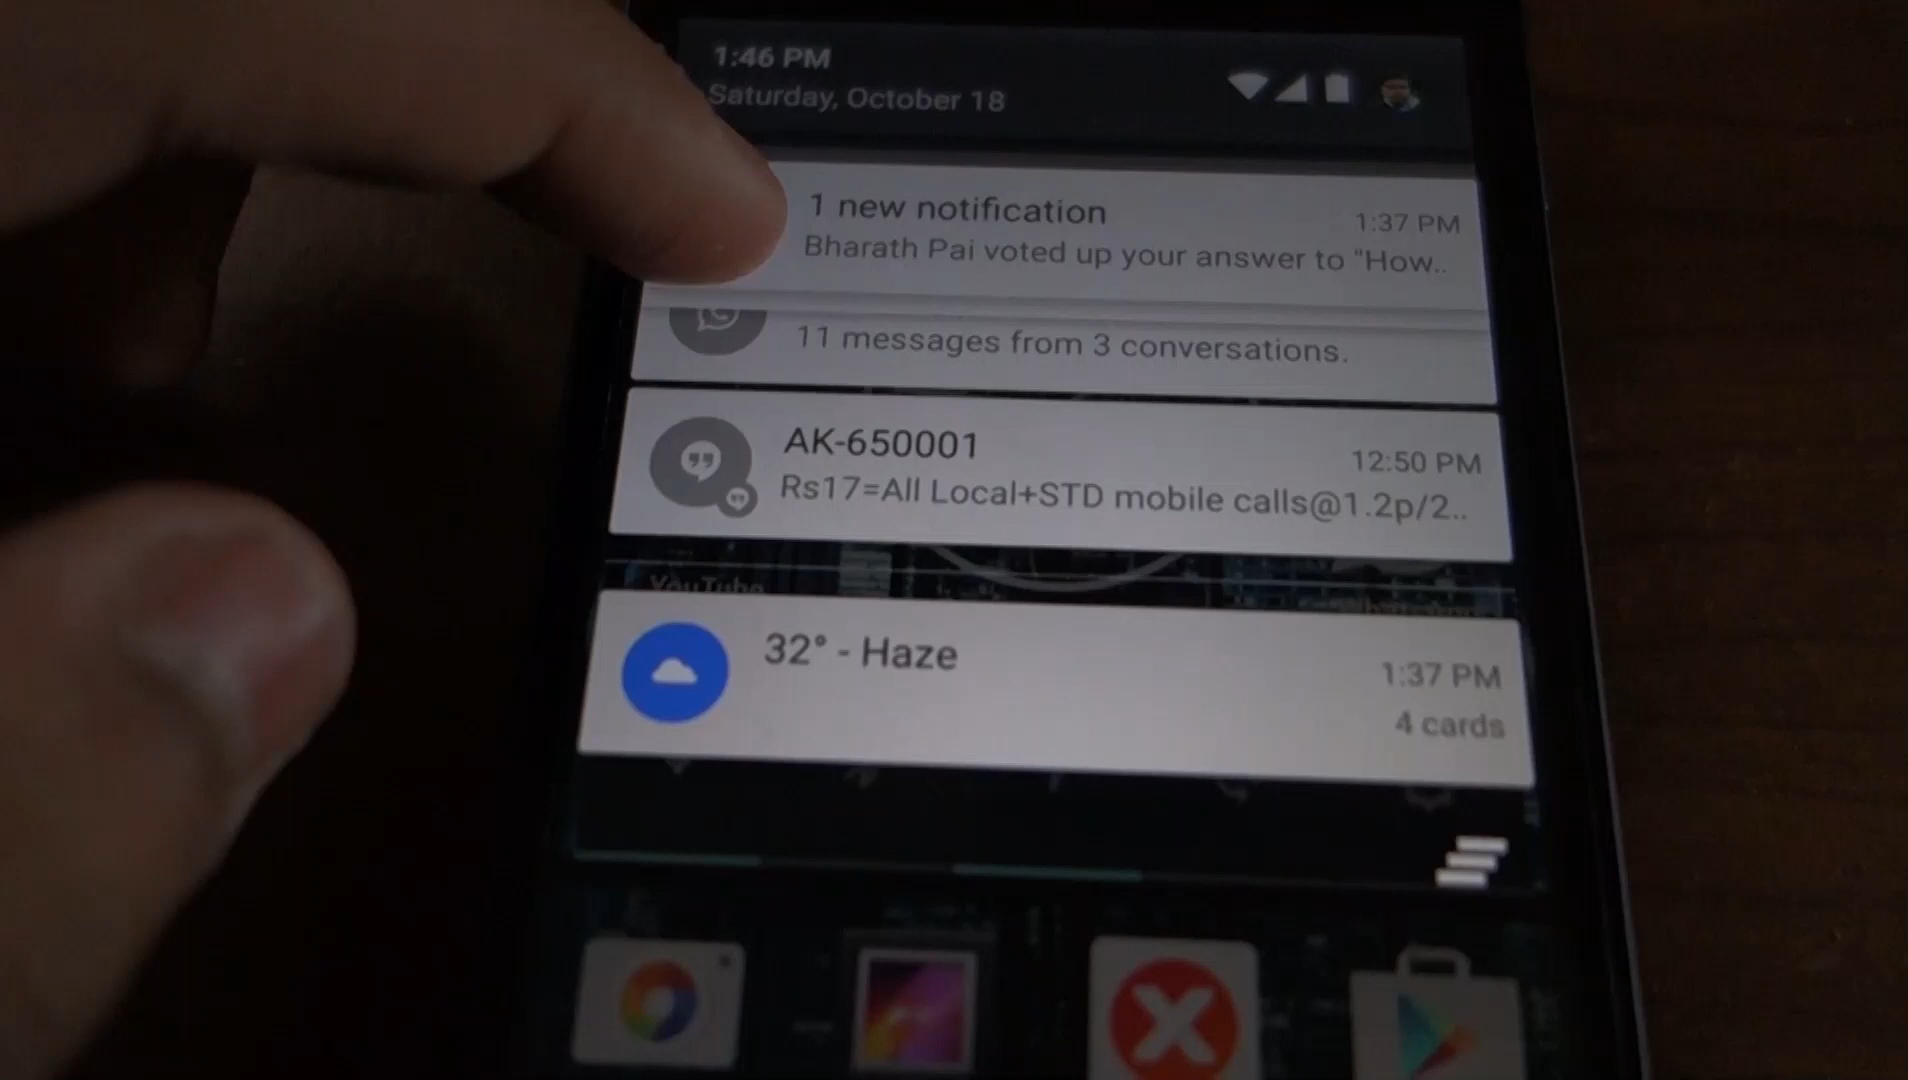 1:46 PM
Saturday, October 18
1 new notification
1:37 PM
Bharath Pai voted up your answer to "How..
11 messages from 3 conversations.
AK-650001
12:50 PM
Rs17=All Local+STD mobile calls@1.2p/2..
YouTube
32° - Haze
1:37 PM
4 cards